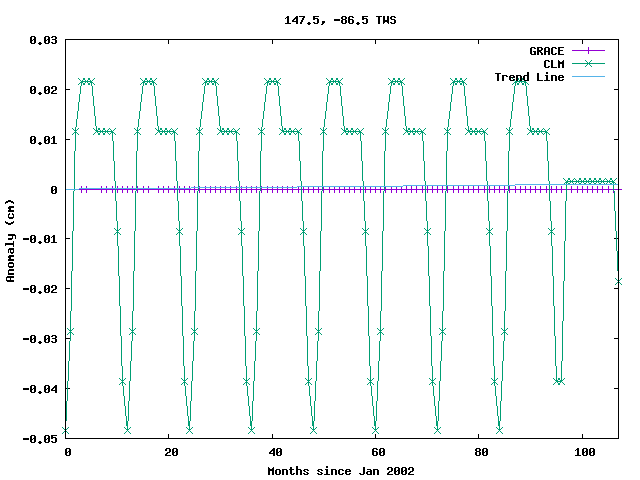 147.5, -86.5 TWS
GRACE
CLM
Trend Line
0.03
0.02
0.01
0
-0.01
-0.02
-0.03
-0.04
-0.05
Anomaly (cm)
0 20 40 60 80 100
Months since Jan 2002